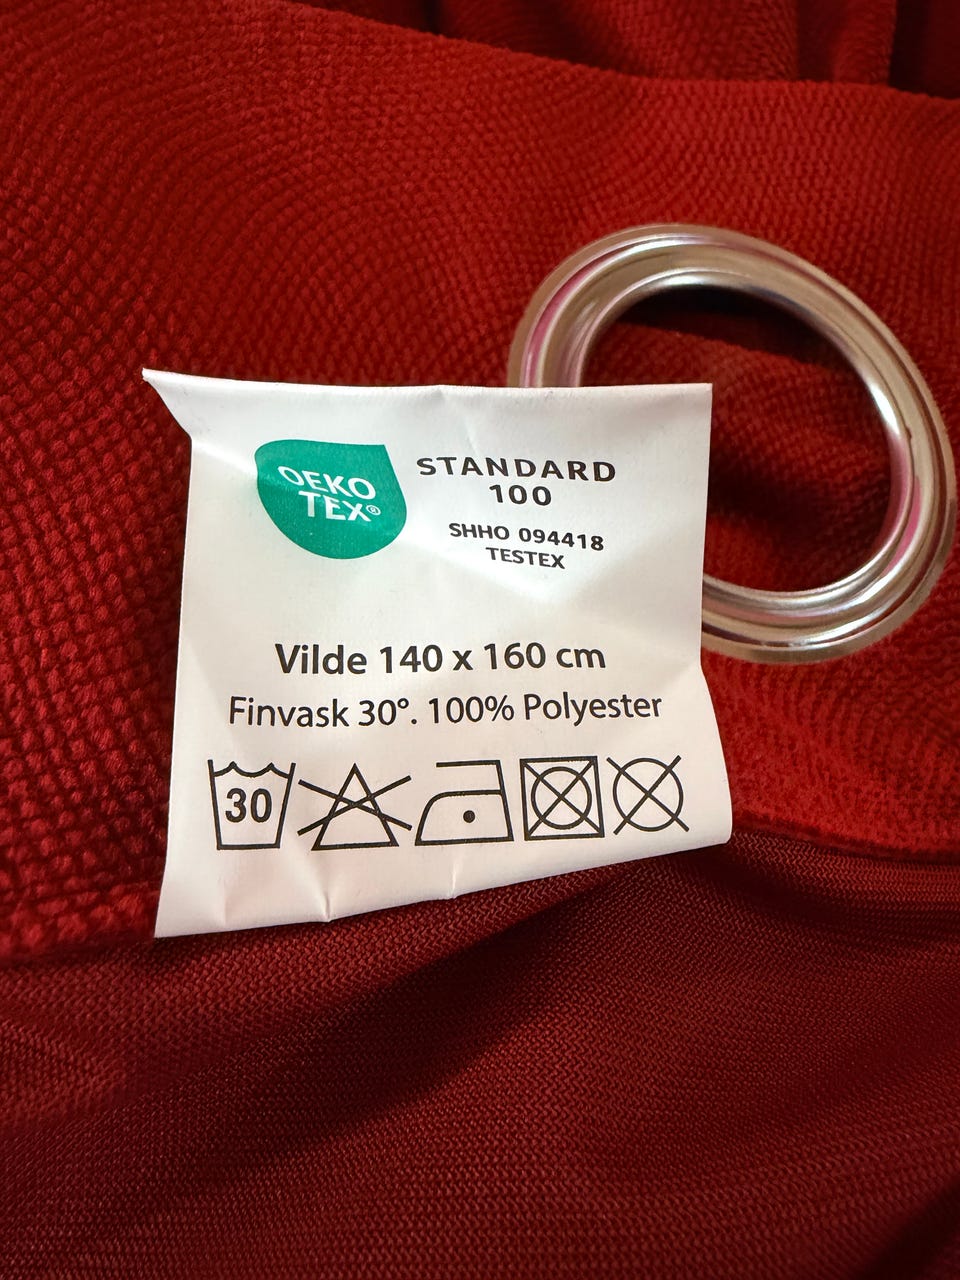 OEKO
TEX®
STANDARD
100
SHHO 094418
TESTEX
Vilde 140 x 160 cm
Finvask 30°. 100% Polyester
30